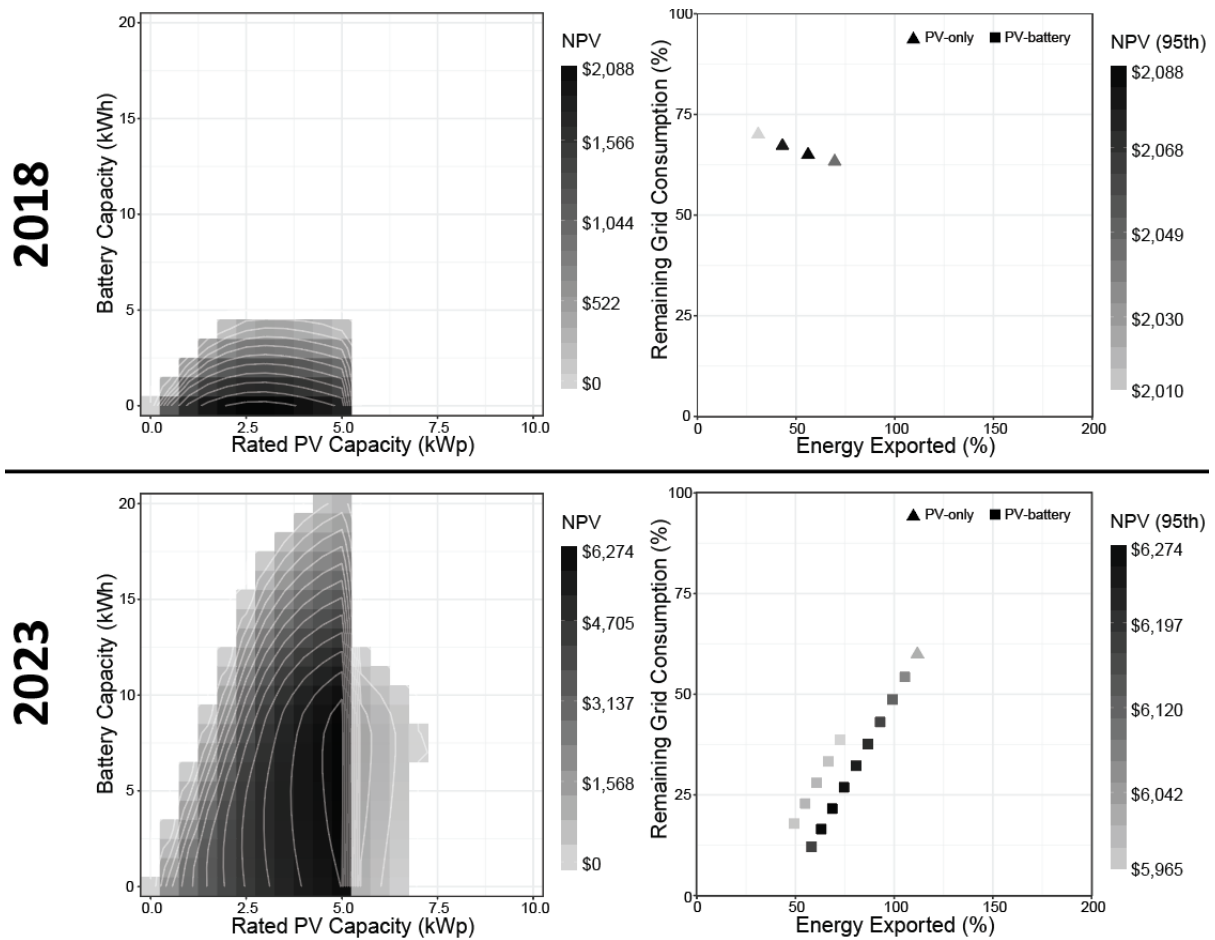 2018
20
15
10
5
0
Battery Capacity (kWh)
0.0 2.5 5.0 7.5 10.0
Rated PV Capacity (kWp)
NPV
$2,088
$1,566
$1,044
$522
$0
100
75
50
25
0
Remaining Grid Consumption (%)
PV-only PV-battery
0 50 100 150 200
Energy Exported (%)
NPV (95th)
$2,088
$2,068
$2,049
$2,030
$2,010
2023
20
15
10
5
0
Battery Capacity (kWh)
0.0 2.5 5.0 7.5 10.0
Rated PV Capacity (kWp)
NPV
$6,274
$4,705
$3,137
$1,568
$0
100
75
50
25
0
Remaining Grid Consumption (%)
PV-only PV-battery
0 50 100 150 200
Energy Exported (%)
NPV (95th)
$6,274
$6,197
$6,120
$6,042
$5,965